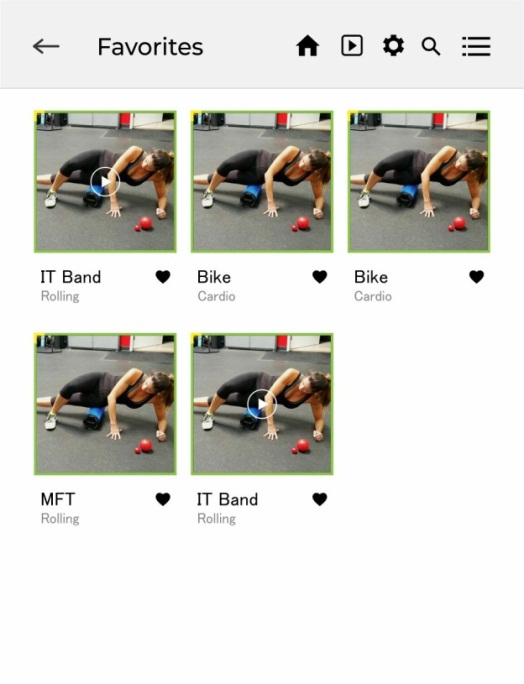 Favorites
IT Band
Rolling
Bike
Cardio
Bike
Cardio
MFT
Rolling
IT Band
Rolling